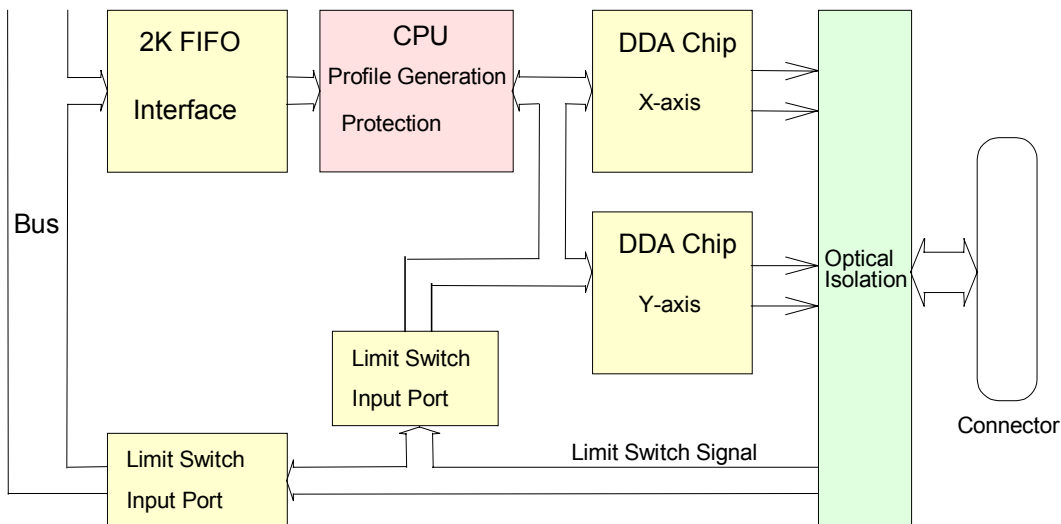 2K FIFO
Interface
CPU
Profile Generation
Protection
DDA Chip
X-axis
Bus
DDA Chip
Y-axis
Optical
Isolation
Limit Switch
Input Port
Connector
Limit Switch
Input Port
Limit Switch Signal